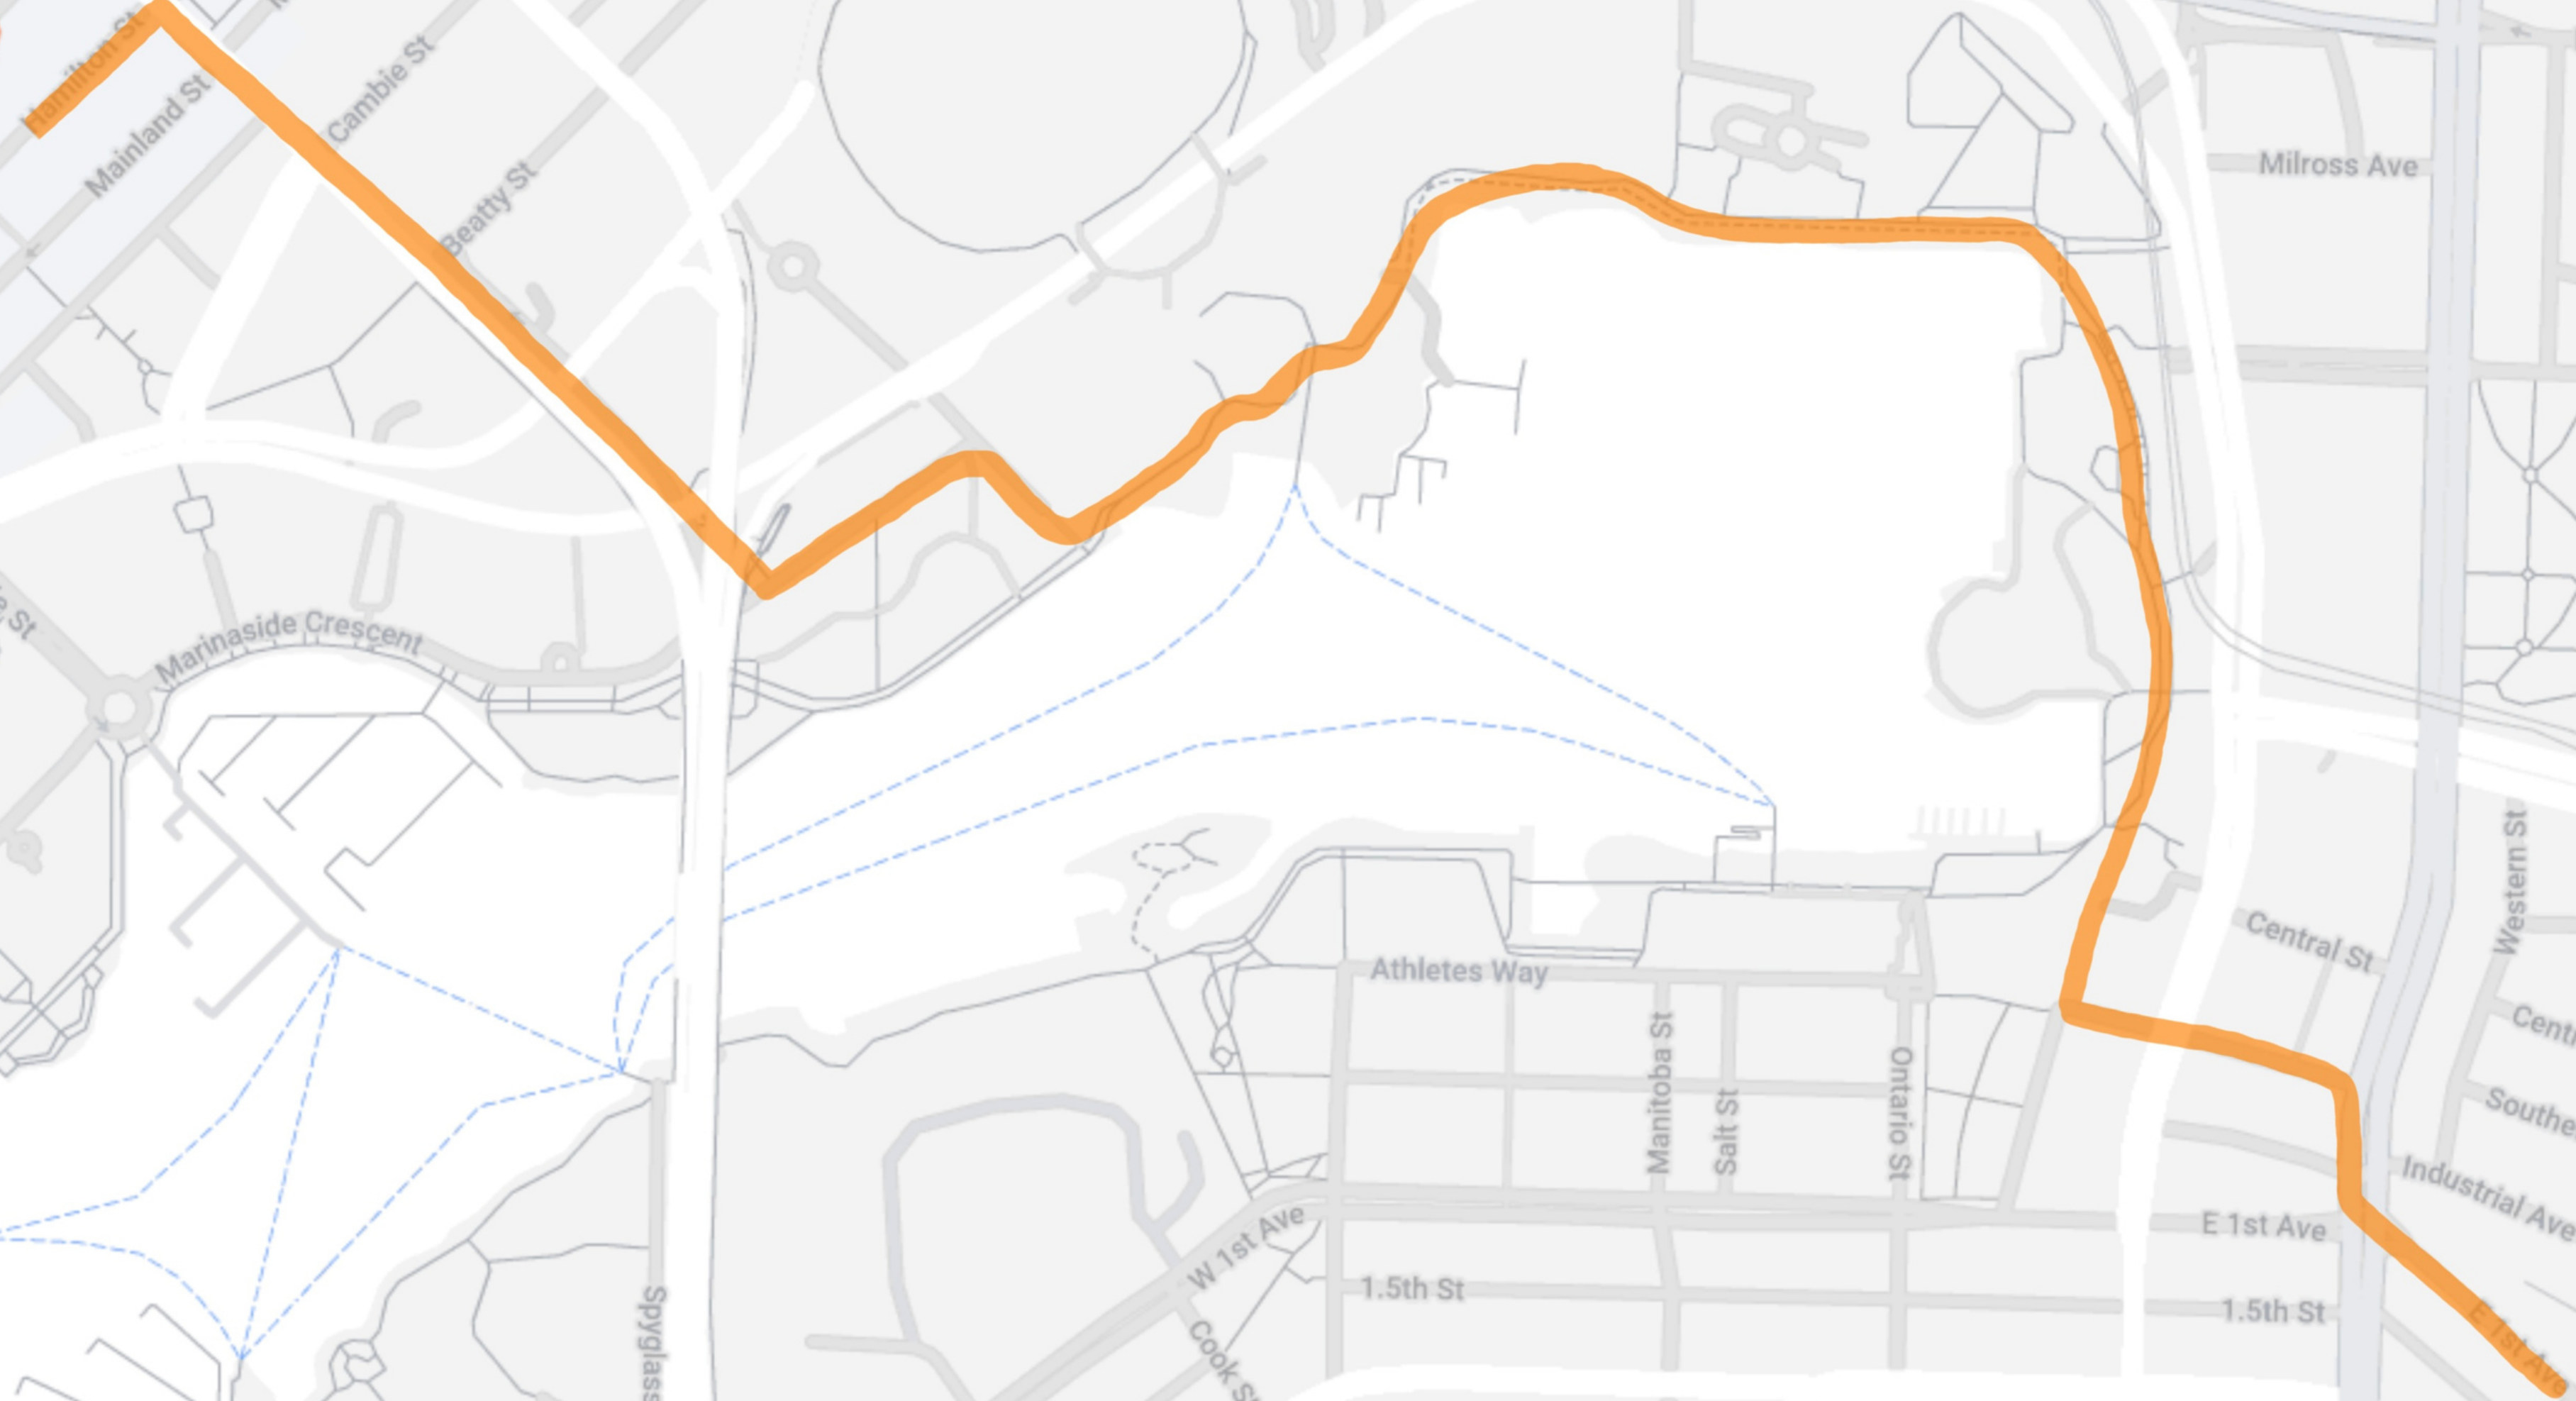 Hamilton St
Cambie St
Mainland St
Beatty St
Milross Ave
St
Marinaside Crescent
Western St
Central St
Athletes Way
Manitoba St
Salt St
Ontario St
Industrial Ave
W 1st Ave
E 1st Ave
1.5th St
1.5th St
Spyglass
Cook St
E 1st Ave